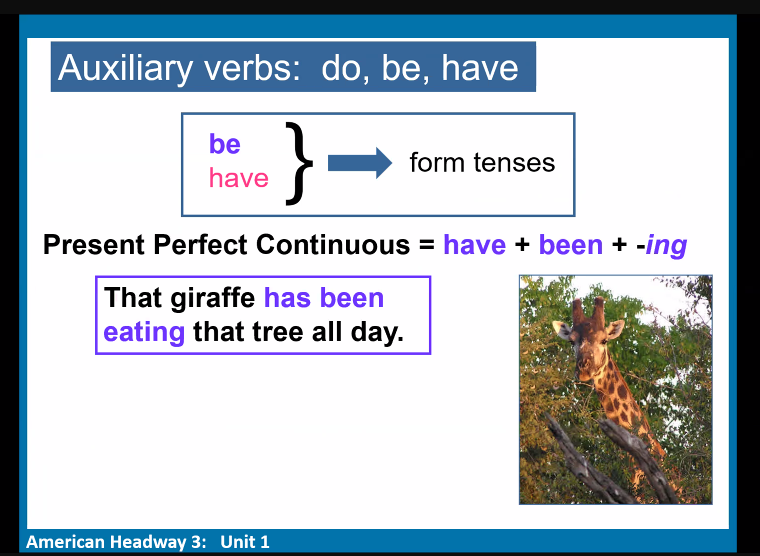 Auxiliary verbs: do, be, have
be
have
} form tenses
Present Perfect Continuous = have + been + -ing
That giraffe has been
eating that tree all day.
American Headway 3: Unit 1